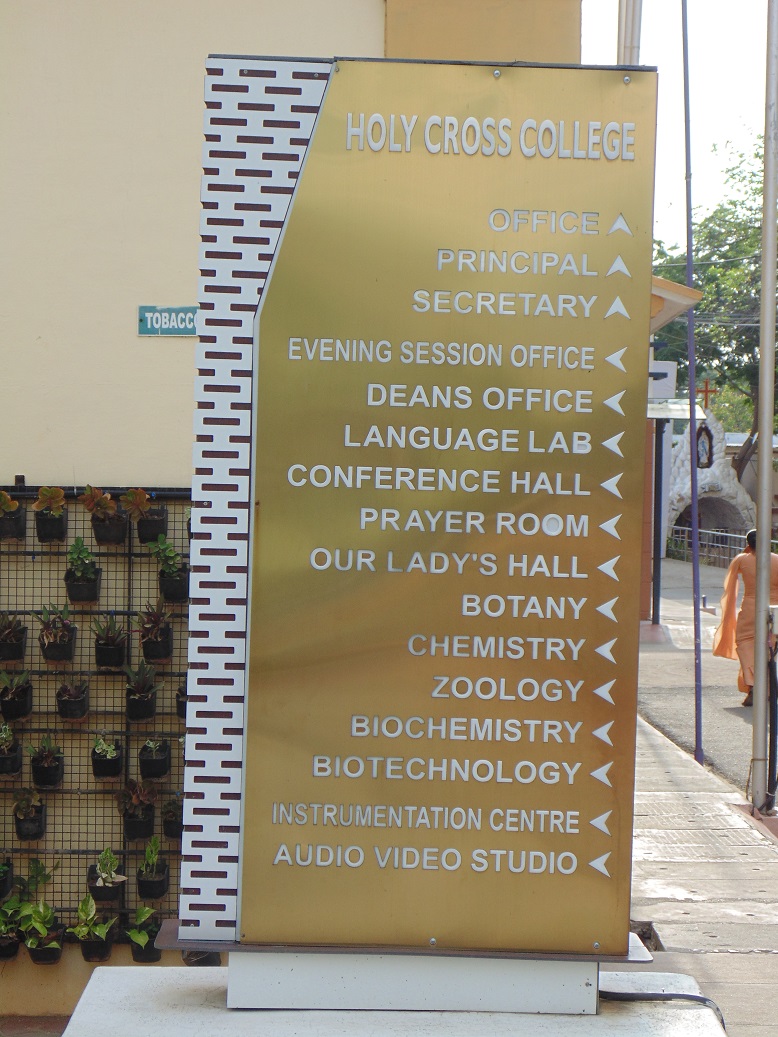 HOLY CROSS COLLEGE
OFFICE
PRINCIPAL
SECRETARY
TOBACCO
EVENING SESSION OFFICE
DEANS OFFICE
LANGUAGE LAB
CONFERENCE HALL
PRAYER ROOM
OUR LADY'S HALL
BOTANY
CHEMISTRY
ZOOLOGY
BIOCHEMISTRY
BIOTECHNOLOGY
INSTRUMENTATION CENTRE
AUDIO VIDEO STUDIO